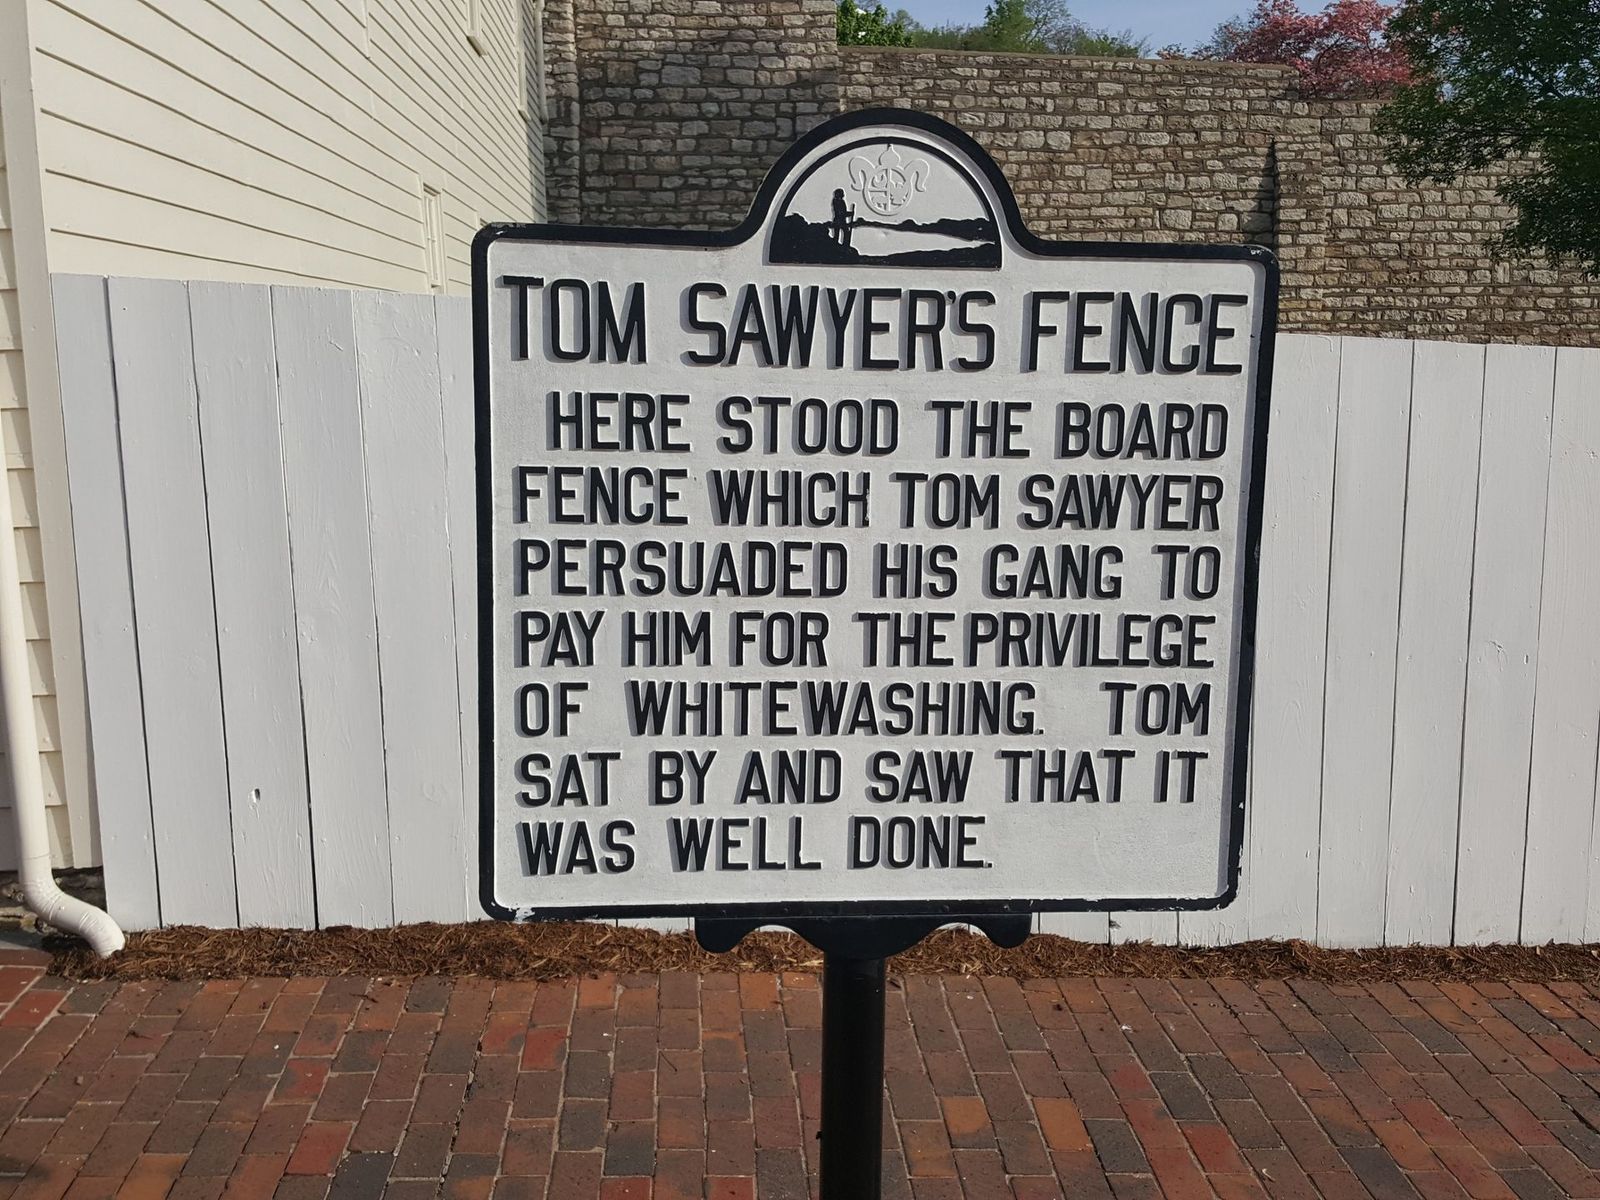 TOM SAWYER'S FENCE
HERE STOOD THE BOARD
FENCE WHICH TOM SAWYER
PERSUADED HIS GANG TO
PAY HIM FOR THE PRIVILEGE
OF WHITEWASHING. TOM
SAT BY AND SAW THAT IT
WAS WELL DONE.